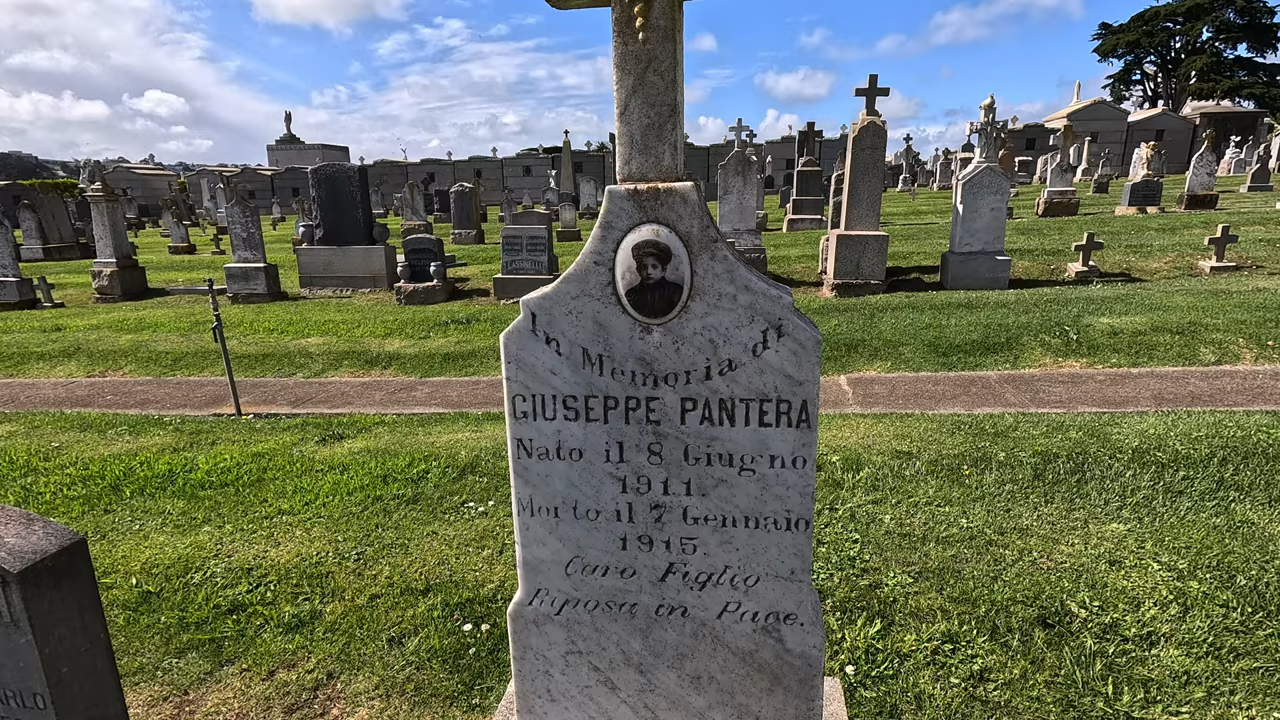 In Memoria di
GIUSEPPE PANTERA
Nato il 8 Giugno
1911.
Morto il 7 Gennaio
1915.
Caro Figlio
Riposa in Pace.